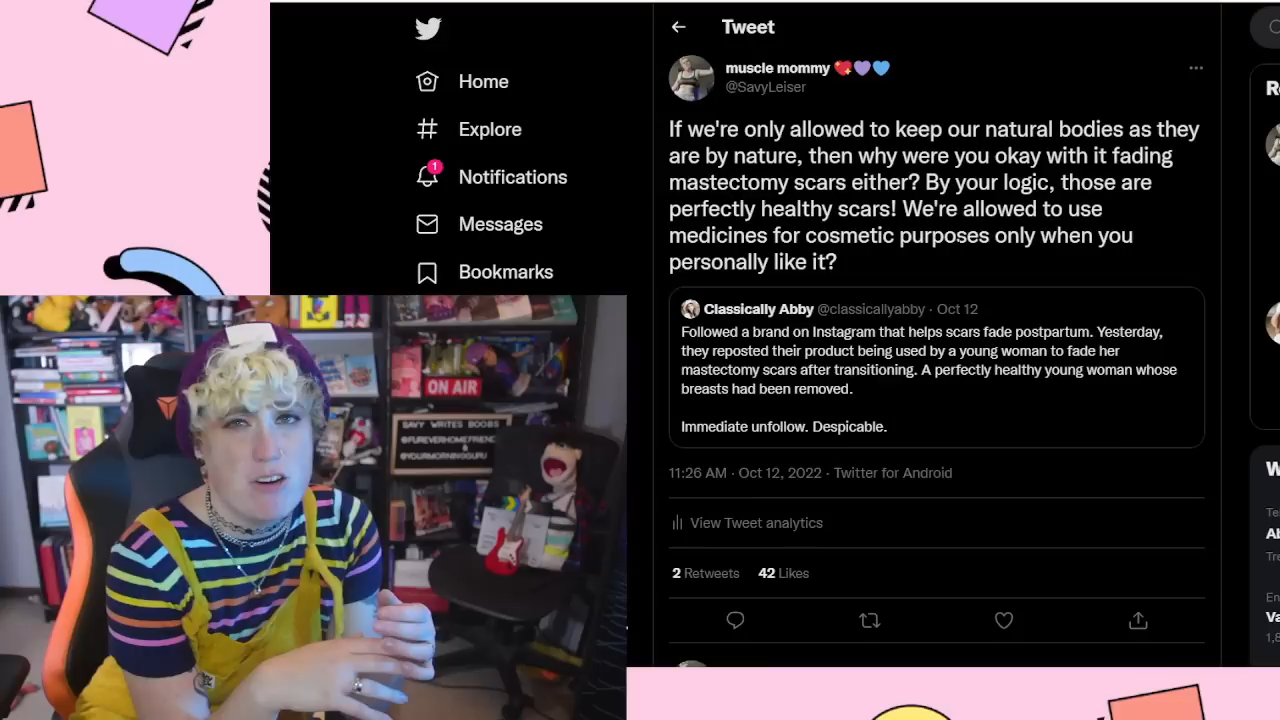 Home
Explore
Notifications
1
Messages
Bookmarks
Tweet
muscle mommy 💖💜💙
@SavyLeiser
If we're only allowed to keep our natural bodies as they
are by nature, then why were you okay with it fading
mastectomy scars either? By your logic, those are
perfectly healthy scars! We're allowed to use
medicines for cosmetic purposes only when you
personally like it?
Classically Abby @classicallyabby · Oct 12
Followed a brand on Instagram that helps scars fade postpartum. Yesterday,
they reposted their product being used by a young woman to fade her
mastectomy scars after transitioning. A perfectly healthy young woman whose
breasts had been removed.
Immediate unfollow. Despicable.
11:26 AM · Oct 12, 2022 · Twitter for Android
View Tweet analytics
2 Retweets 42 Likes
ON AIR
SAVY WRITES BOOBS
@FUREVERHOMEFRIEND
&
@YOURMORNINGGURU